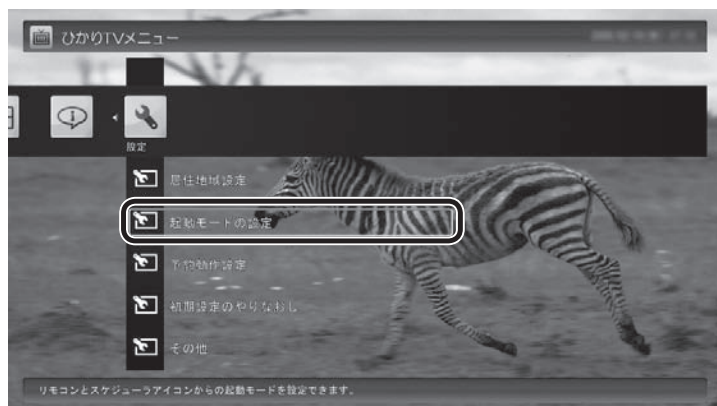 ひかりTVメニュー
設定
居住地域設定
起動モードの設定
予約動作設定
初期設定のやりなおし
その他
リモコンとスケジューラアイコンからの起動モードを設定できます。